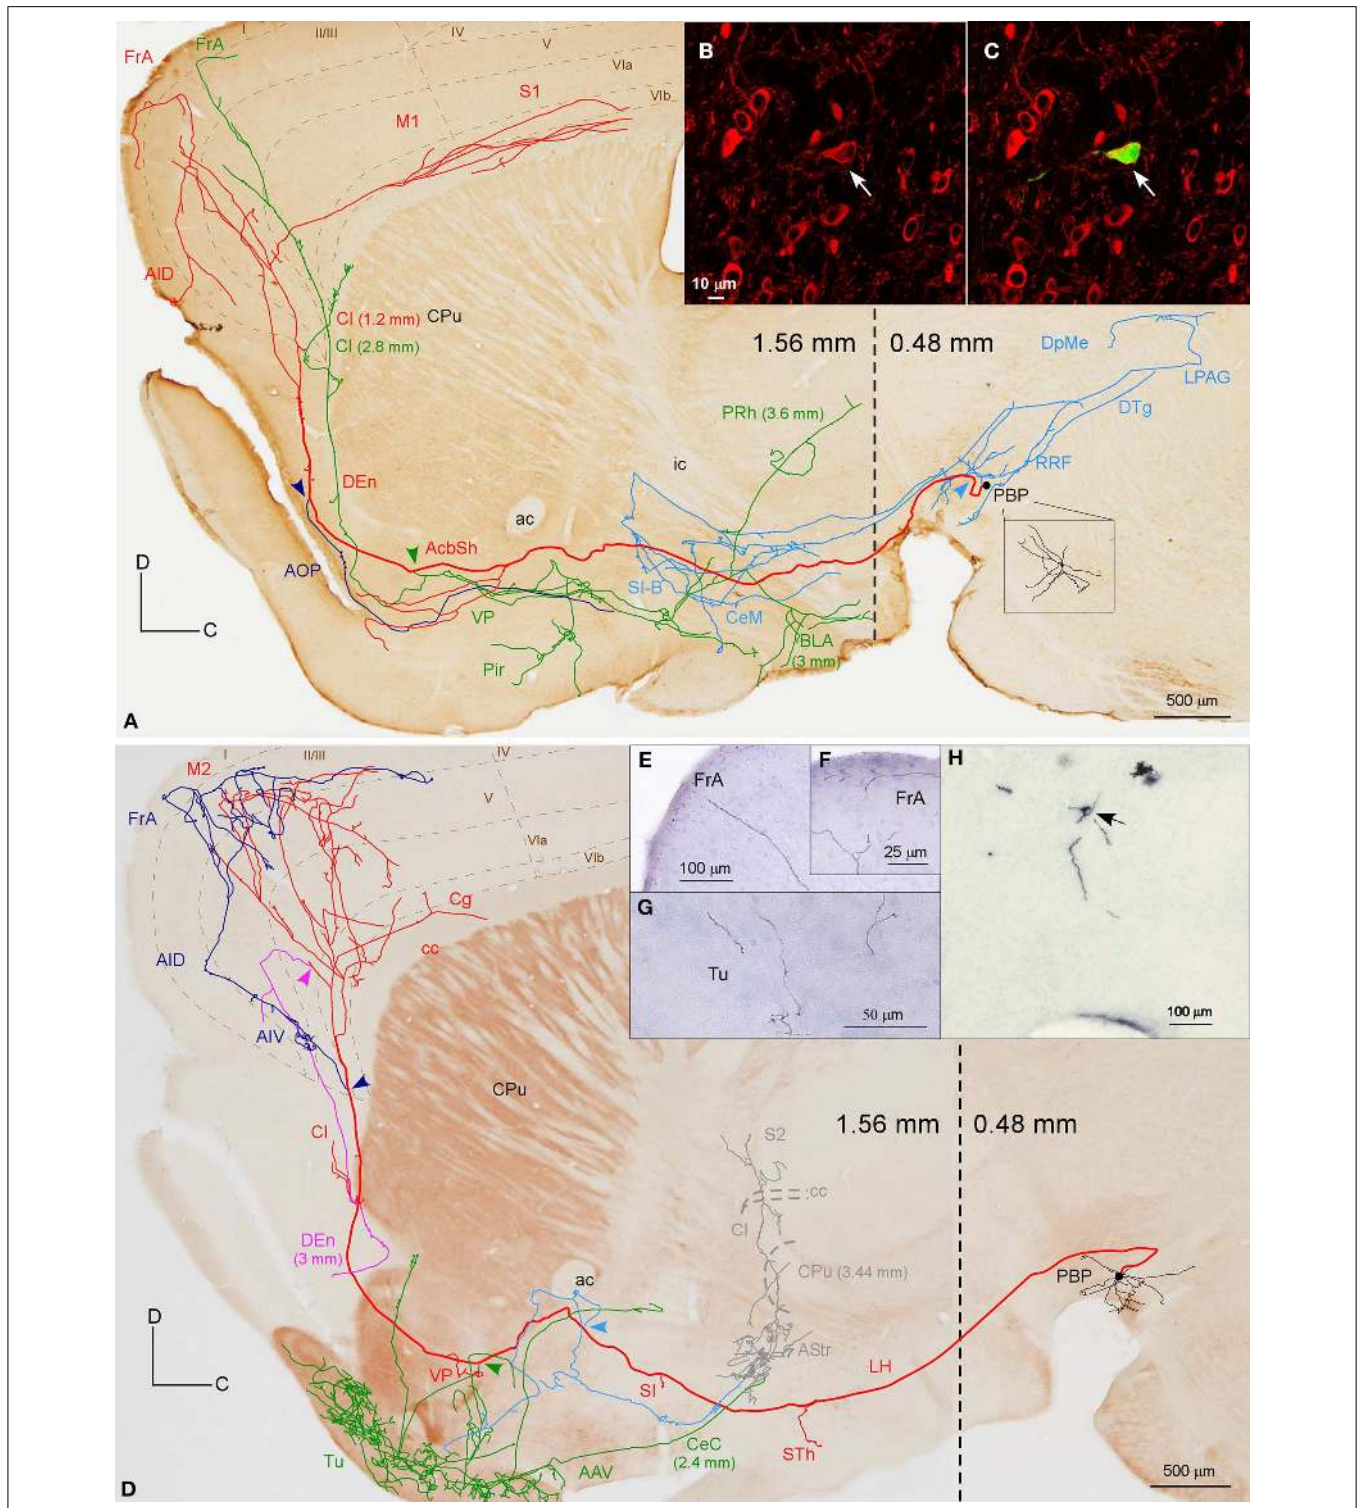 I
II/III
IV
V
VIa
VIb
FrA
FrA
S1
M1
B
C
10 μm
AID
Cl (1.2 mm)
CPu
Cl (2.8 mm)
1.56 mm
0.48 mm
DpMe
LPAG
DTg
PRh (3.6 mm)
ic
RRF
PBP
DEn
ac
AcbSh
AOP
SI-B
CeM
VP
BLA
(3 mm)
Pir
D
C
500 μm
A
I
II/III
IV
V
VIa
VIb
M2
FrA
E
FrA
100 μm
F
FrA
25 μm
H
100 μm
G
Tu
50 μm
Cg
cc
AID
AIV
CPu
1.56 mm
0.48 mm
S2
cc
Cl
Cl
CPu (3.44 mm)
DEn
(3 mm)
ac
PBP
D
C
AStr
LH
VP
SI
CeC
(2.4 mm)
STh
Tu
AAV
500 μm
D